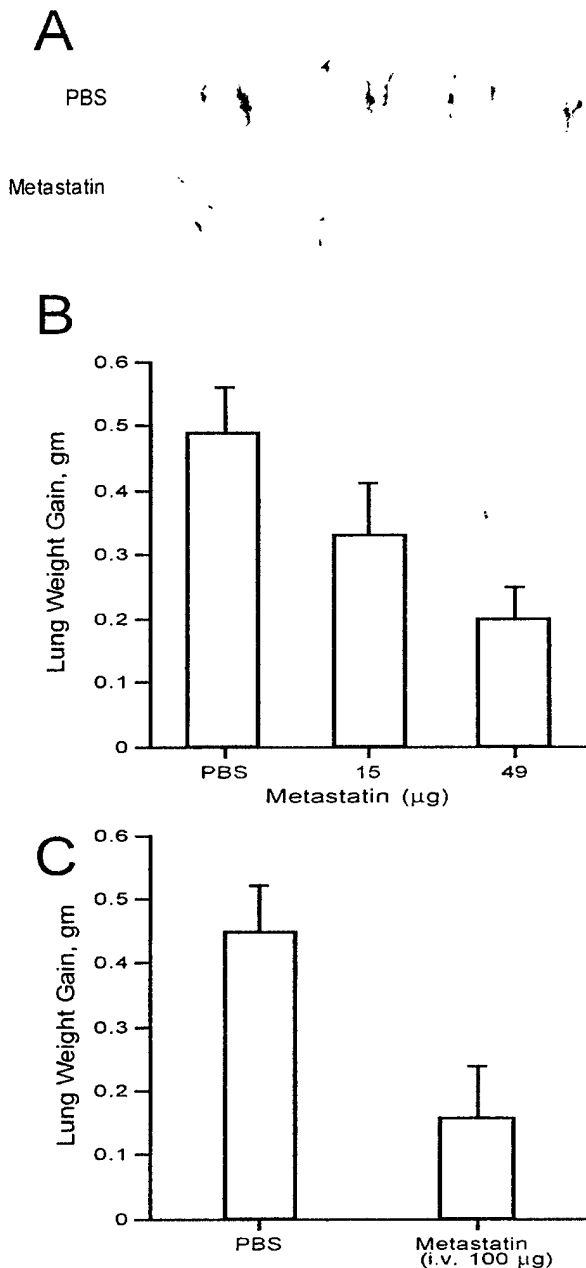 A
PBS
Metastatin
B
Lung Weight Gain, gm
0.6
0.5
0.4
0.3
0.2
0.1
0
PBS
15
49
Metastatin (µg)
C
Lung Weight Gain, gm
0.6
0.5
0.4
0.3
0.2
0.1
0
PBS
Metastatin
(i.v. 100 µg)